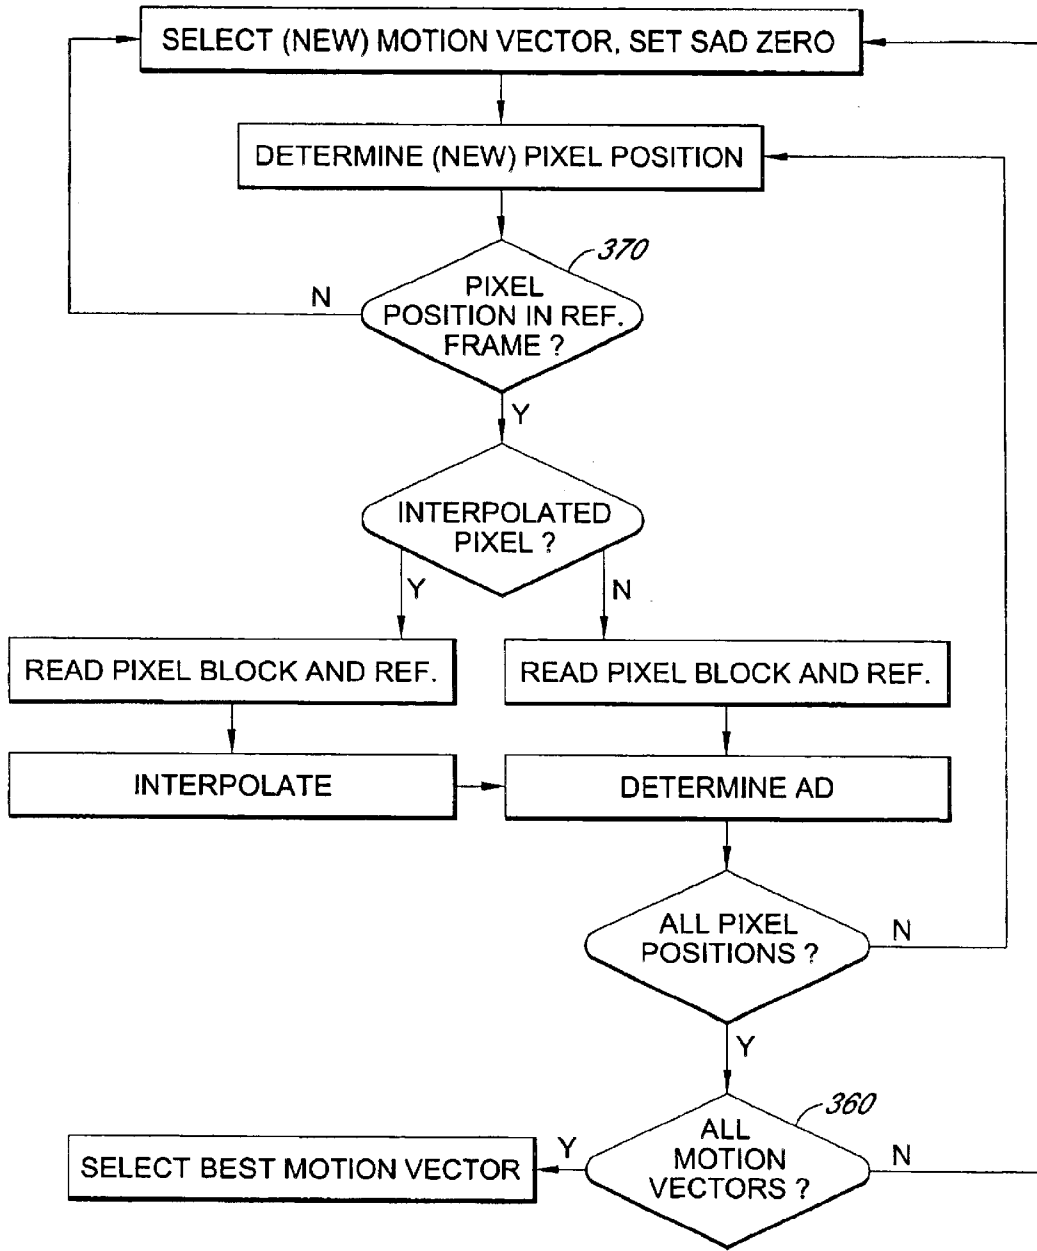 SELECT (NEW) MOTION VECTOR, SET SAD ZERO
DETERMINE (NEW) PIXEL POSITION
370
PIXEL
POSITION IN REF.
FRAME ?
N
Y
INTERPOLATED
PIXEL ?
Y
N
READ PIXEL BLOCK AND REF.
READ PIXEL BLOCK AND REF.
INTERPOLATE
DETERMINE AD
ALL PIXEL
POSITIONS ?
N
Y
360
ALL
MOTION
VECTORS ?
Y
N
SELECT BEST MOTION VECTOR